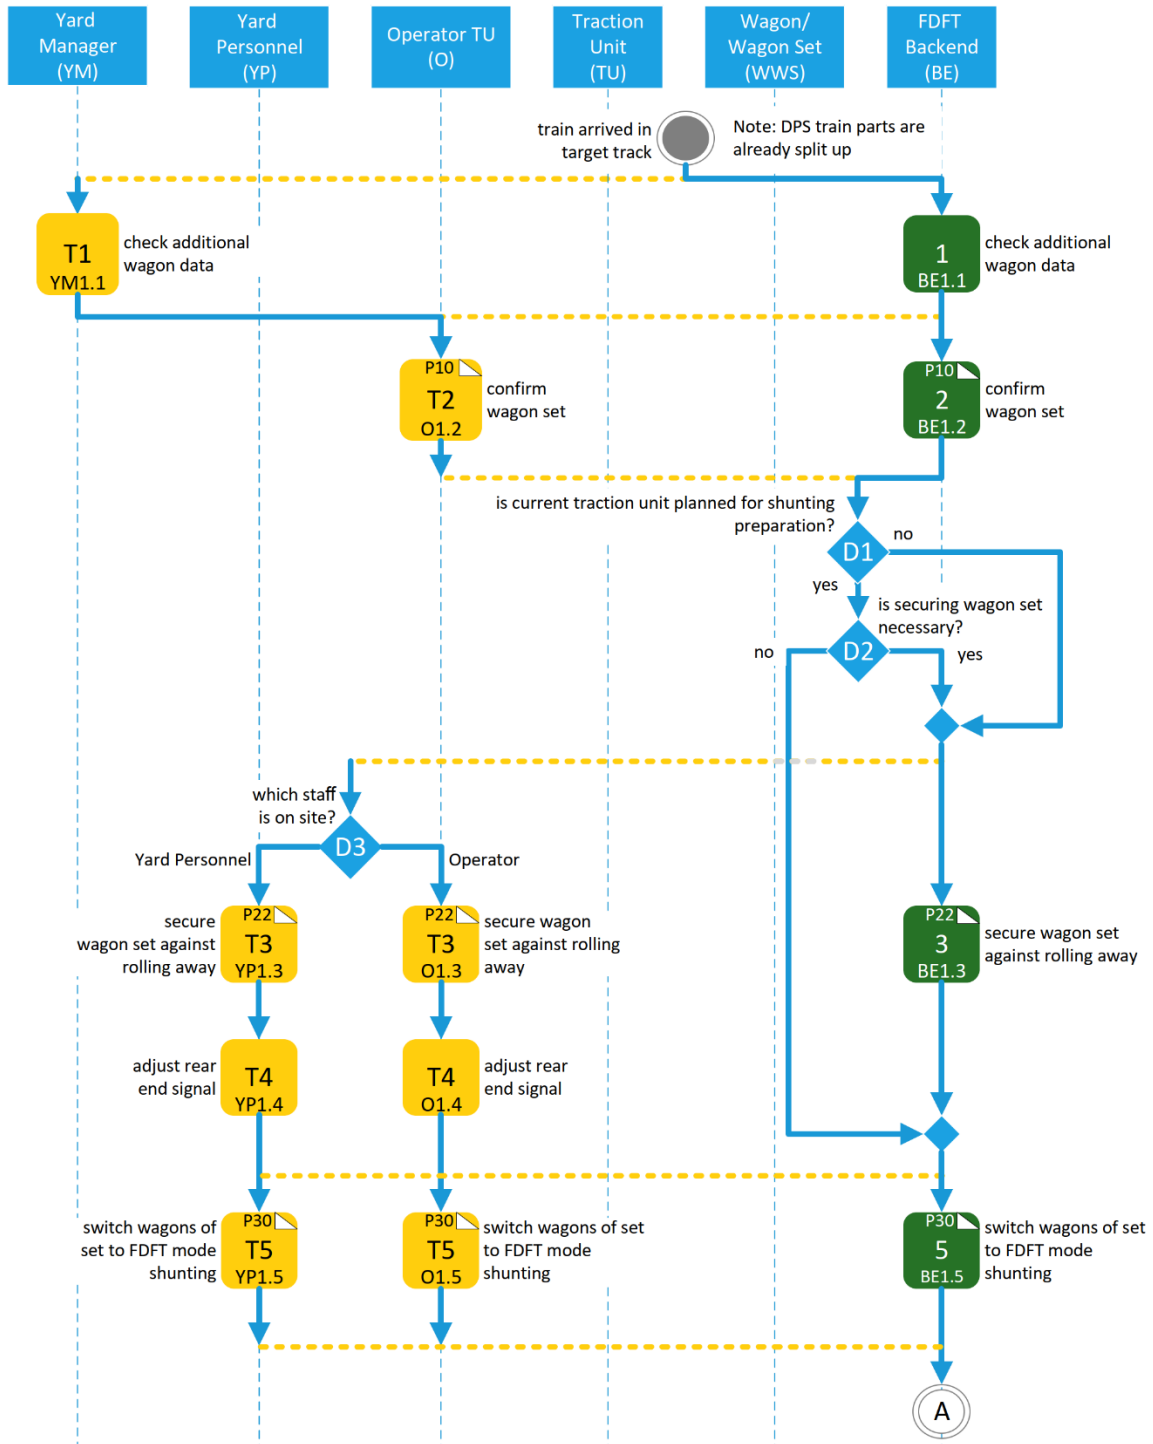 Yard
Manager
(YM)
Yard
Personnel
(YP)
Operator TU
(O)
Traction
Unit
(TU)
Wagon/
Wagon Set
(WWS)
FDFT
Backend
(BE)
train arrived in
target track
Note: DPS train parts are
already split up
T1
YM1.1
check additional
wagon data
1
BE1.1
check additional
wagon data
P10
T2
O1.2
confirm
wagon set
P10
2
BE1.2
confirm
wagon set
is current traction unit planned for shunting
preparation?
D1
no
yes
is securing wagon set
necessary?
D2
no
yes
which staff
is on site?
D3
Yard Personnel
Operator
secure
wagon set against
rolling away
P22
T3
YP1.3
P22
T3
O1.3
secure wagon
set against rolling
away
P22
3
BE1.3
secure wagon set
against rolling away
adjust rear
end signal
T4
YP1.4
T4
O1.4
adjust rear
end signal
switch wagons of
set to FDFT mode
shunting
P30
T5
YP1.5
P30
T5
O1.5
switch wagons of set
to FDFT mode
shunting
P30
5
BE1.5
switch wagons of set
to FDFT mode
shunting
A